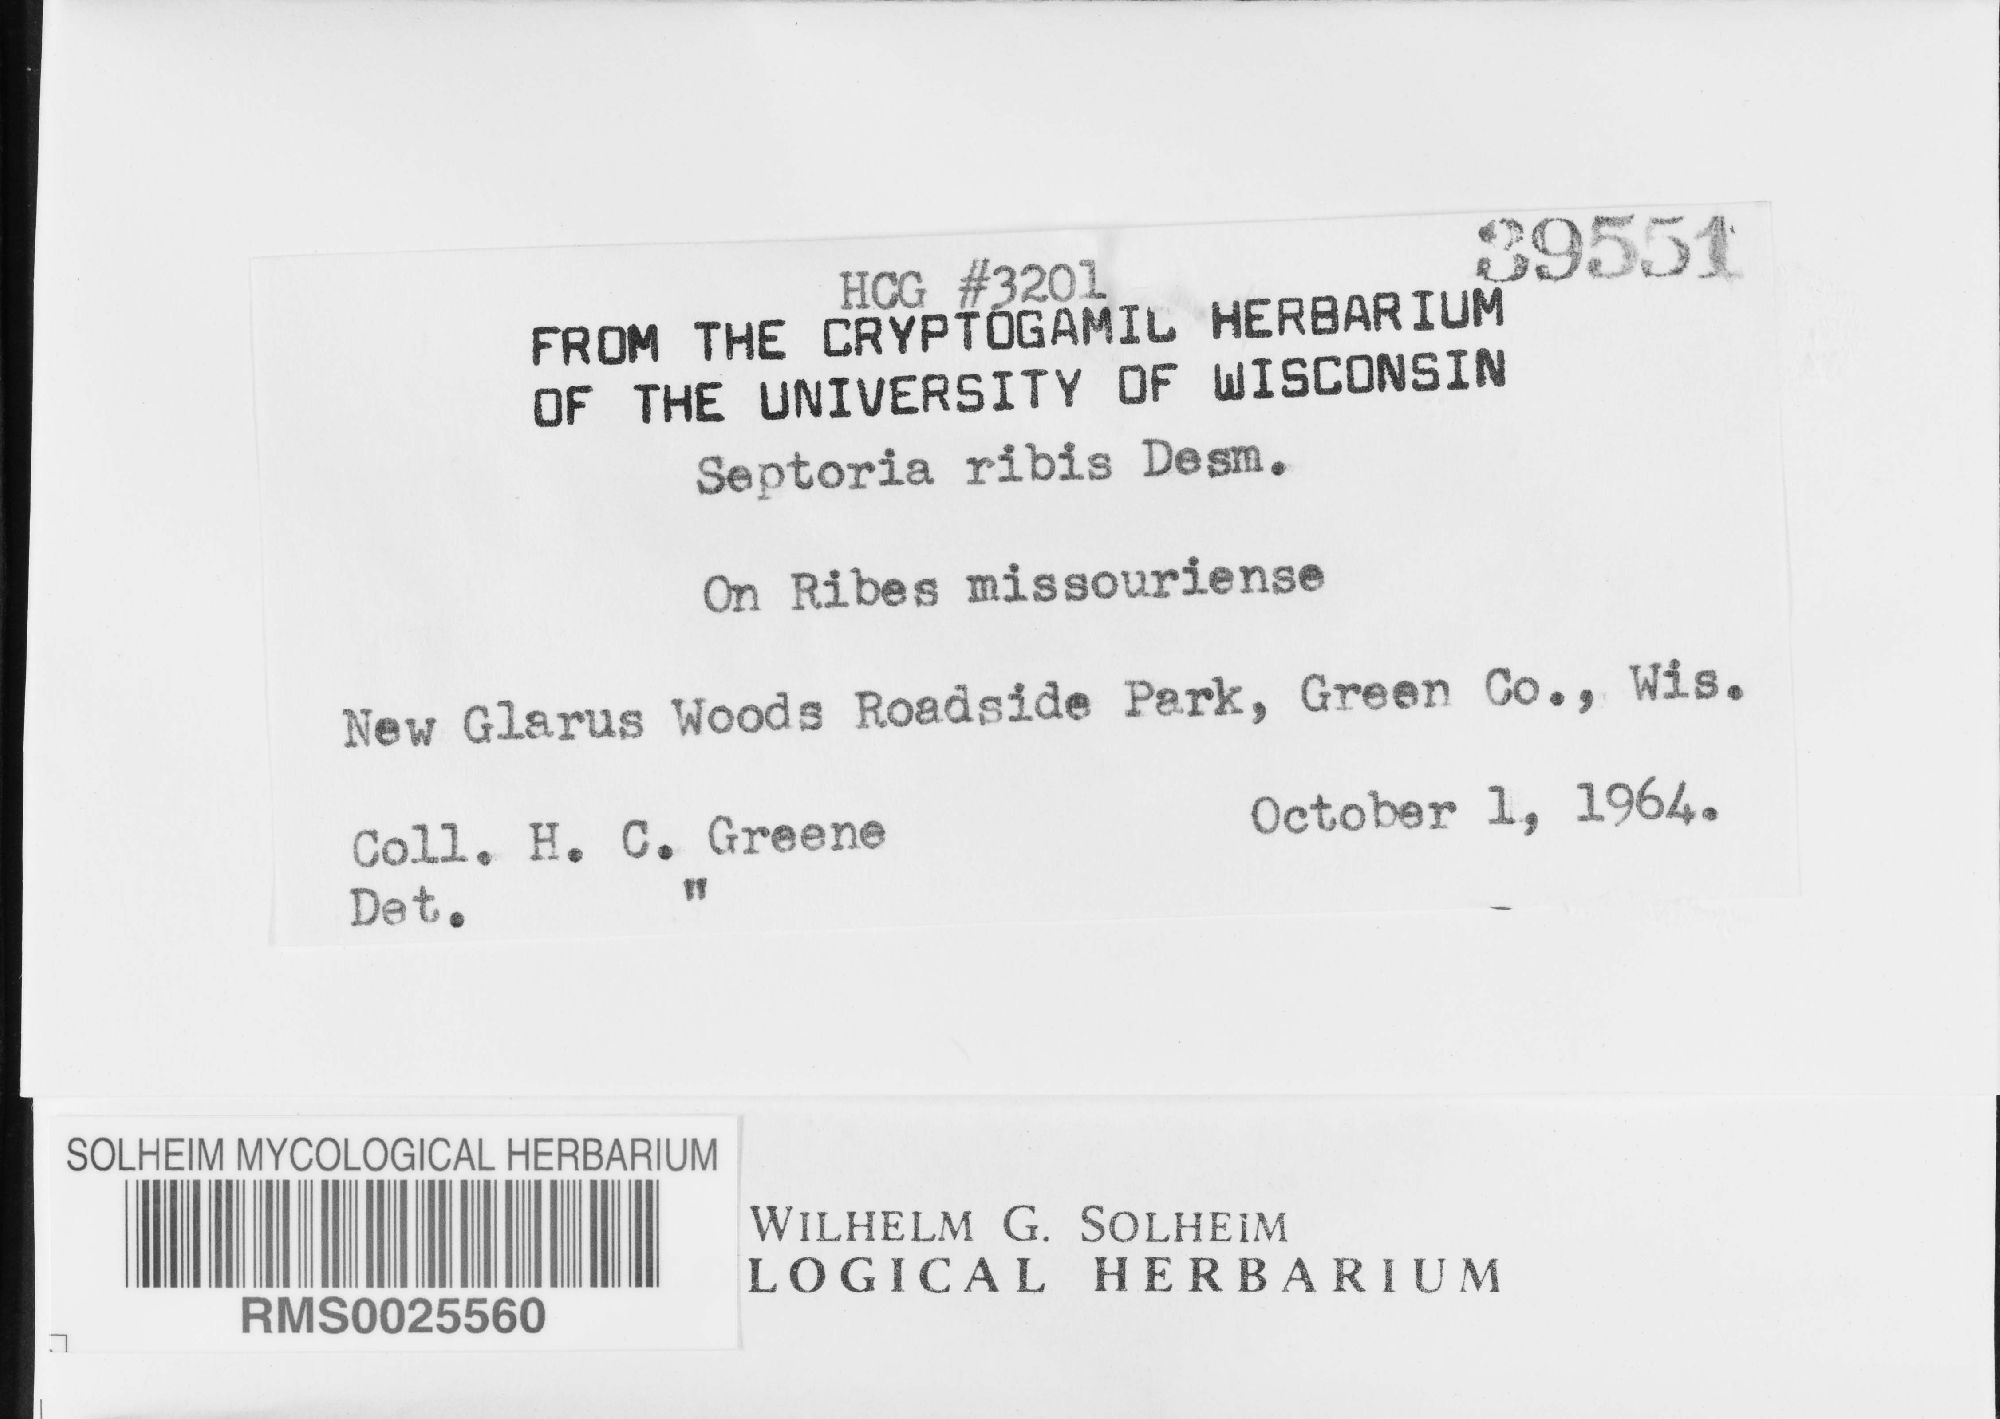 39551
HCG #3201
FROM THE CRYPTOGAMIC HERBARIUM
OF THE UNIVERSITY OF WISCONSIN
Septoria ribis Desm.
On Ribes missouriense
New Glarus Woods Roadside Park, Green Co., Wis.
Coll. H. C. Greene October 1, 1964.
Det. "
SOLHEIM MYCOLOGICAL HERBARIUM
RMS0025560
WILHELM G. SOLHEIM
LOGICAL HERBARIUM